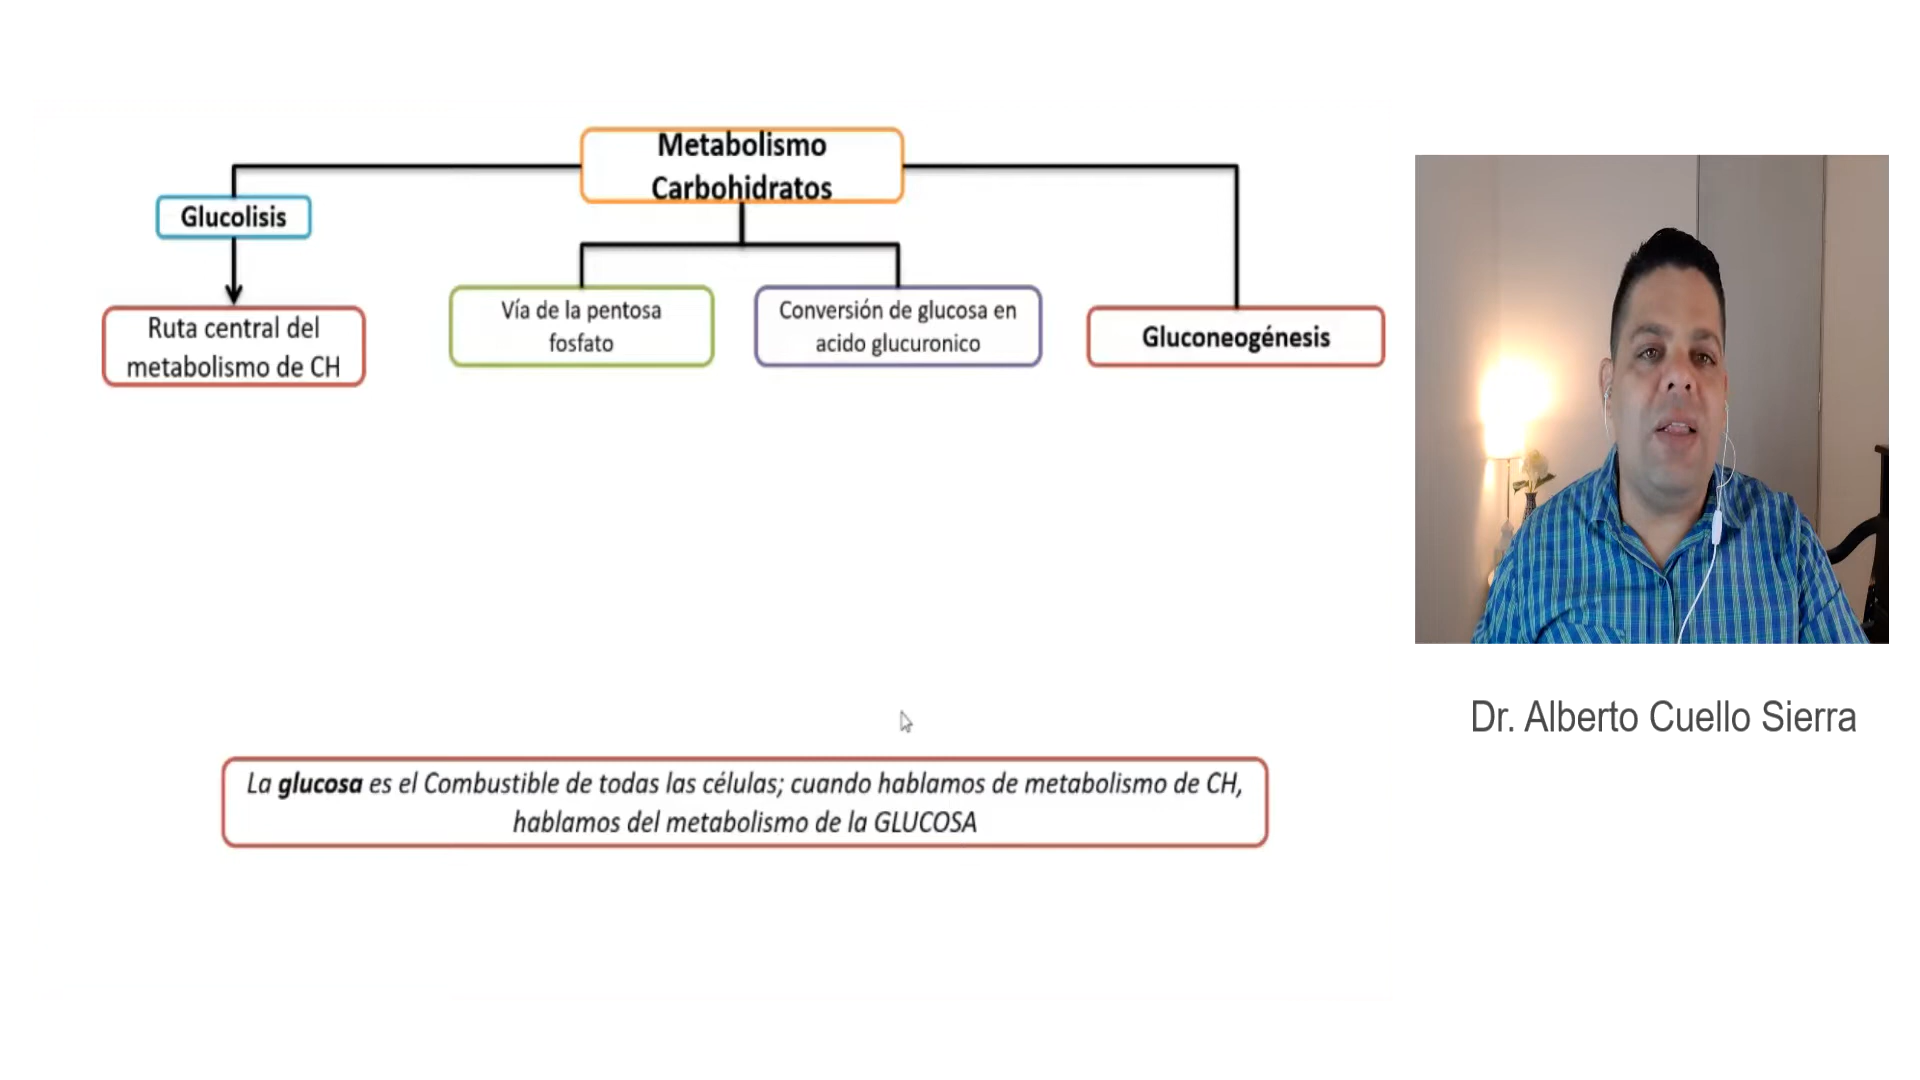 Metabolismo
Carbohidratos
Glucolisis
Ruta central del
metabolismo de CH
Vía de la pentosa
fosfato
Conversión de glucosa en
acido glucuronico
Gluconeogénesis
La glucosa es el Combustible de todas las células; cuando hablamos de metabolismo de CH,
hablamos del metabolismo de la GLUCOSA
Dr. Alberto Cuello Sierra